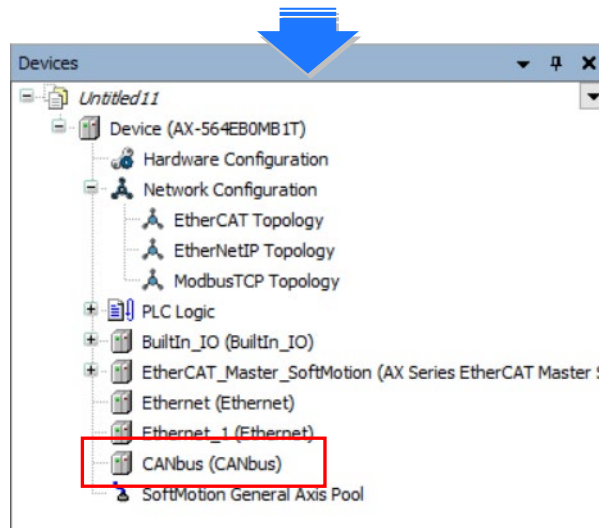 Devices
Untitled11
Device (AX-564EB0MB1T)
Hardware Configuration
Network Configuration
EtherCAT Topology
EtherNetIP Topology
ModbusTCP Topology
PLC Logic
BuiltIn_IO (BuiltIn_IO)
EtherCAT_Master_SoftMotion (AX Series EtherCAT Master S
Ethernet (Ethernet)
Ethernet_1 (Ethernet)
CANbus (CANbus)
SoftMotion General Axis Pool